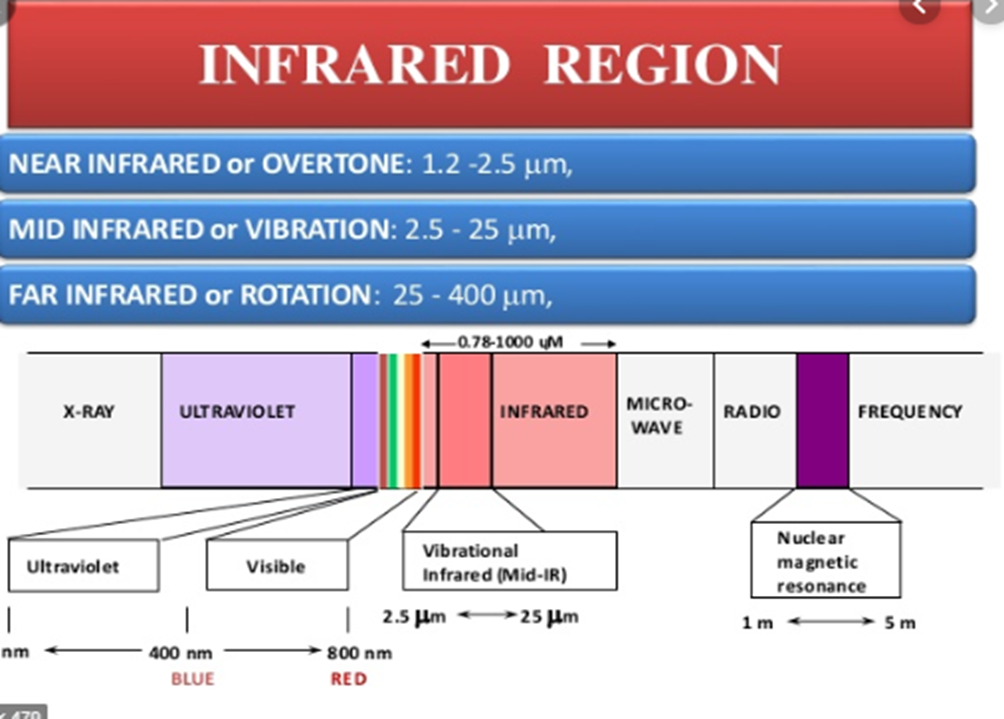 INFRARED REGION
NEAR INFRARED or OVERTONE: 1.2 -2.5 μm,
MID INFRARED or VIBRATION: 2.5 - 25 μm,
FAR INFRARED or ROTATION: 25 - 400 μm,
0.78-1000 μM
X-RAY
ULTRAVIOLET
INFRARED
MICRO-
WAVE
RADIO
FREQUENCY
Ultraviolet
Visible
Vibrational
Infrared (Mid-IR)
Nuclear
magnetic
resonance
2.5 μm
25 μm
1 m
5 m
nm
400 nm
800 nm
BLUE
RED